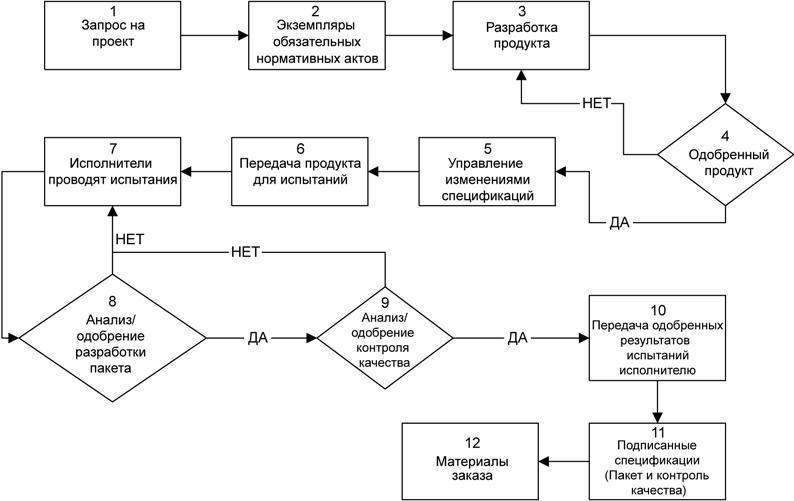 1
Запрос на
проект
2
Экземпляры
обязательных
нормативных актов
3
Разработка
продукта
НЕТ
4
Одобренный
продукт
ДА
5
Управление
изменениями
спецификаций
6
Передача продукта
для испытаний
7
Исполнители
проводят испытания
НЕТ
НЕТ
8
Анализ/
одобрение
разработки
пакета
ДА
9
Анализ/
одобрение
контроля
качества
ДА
10
Передача одобренных
результатов
испытаний
исполнителю
11
Подписанные
спецификации
(Пакет и контроль
качества)
12
Материалы
заказа